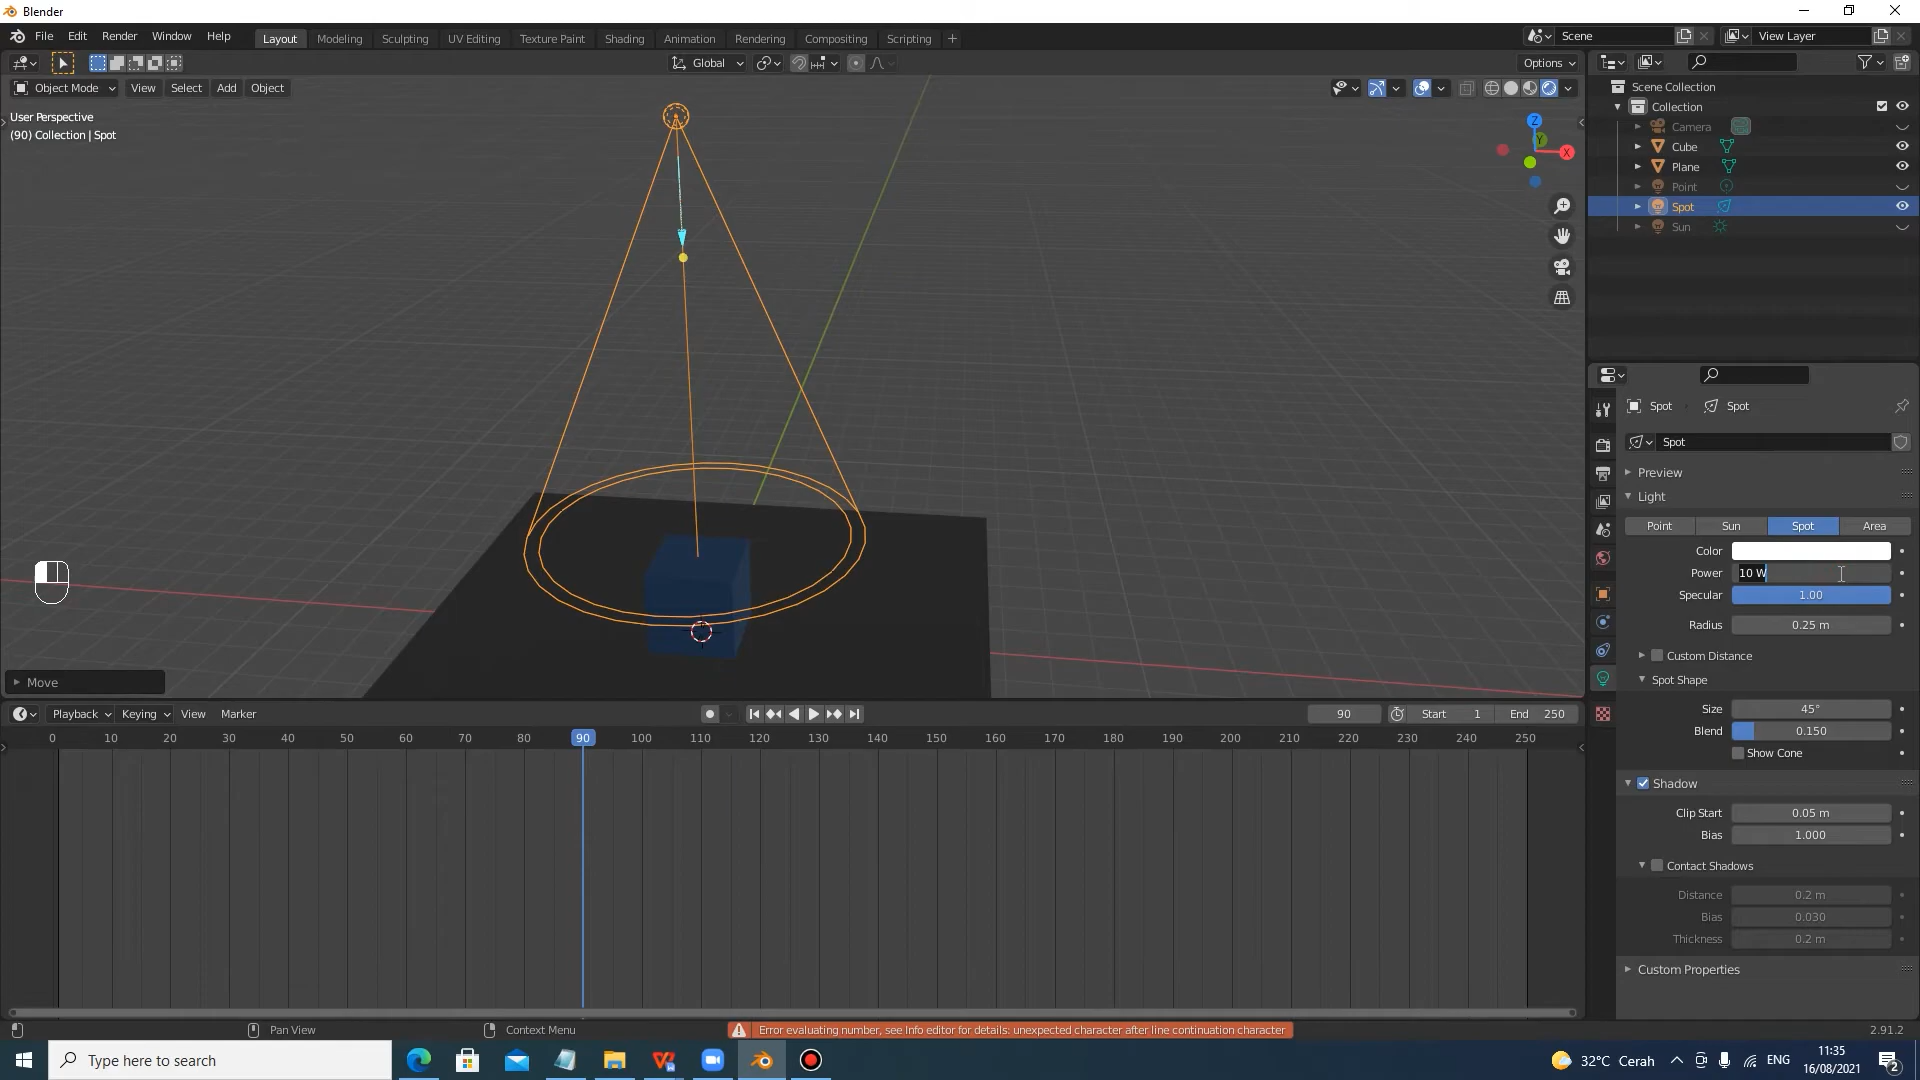 Blender
File Edit Render Window Help
Layout Modeling Sculpting UV Editing Texture Paint Shading Animation Rendering Compositing Scripting +
Scene
View Layer
Global
Options
Object Mode View Select Add Object
User Perspective
(90) Collection | Spot
Z
Y
X
Scene Collection
Collection
Camera
Cube
Plane
Point
Spot
Sun
Spot
Spot
Spot
Preview
Light
Point Sun Spot Area
Color
Power 10 W
Specular 1.00
Radius 0.25 m
Custom Distance
Spot Shape
Size 45°
Blend 0.150
Show Cone
Shadow
Clip Start 0.05 m
Bias 1.000
Contact Shadows
Distance 0.2 m
Bias 0.030
Thickness 0.2 m
Custom Properties
Move
Playback Keying View Marker
90
Start 1
End 250
0 10 20 30 40 50 60 70 80 90 100 110 120 130 140 150 160 170 180 190 200 210 220 230 240 250
Pan View
Context Menu
Error evaluating number, see Info editor for details: unexpected character after line continuation character
2.91.2
Type here to search
32°C Cerah
ENG
11:35
16/08/2021
2